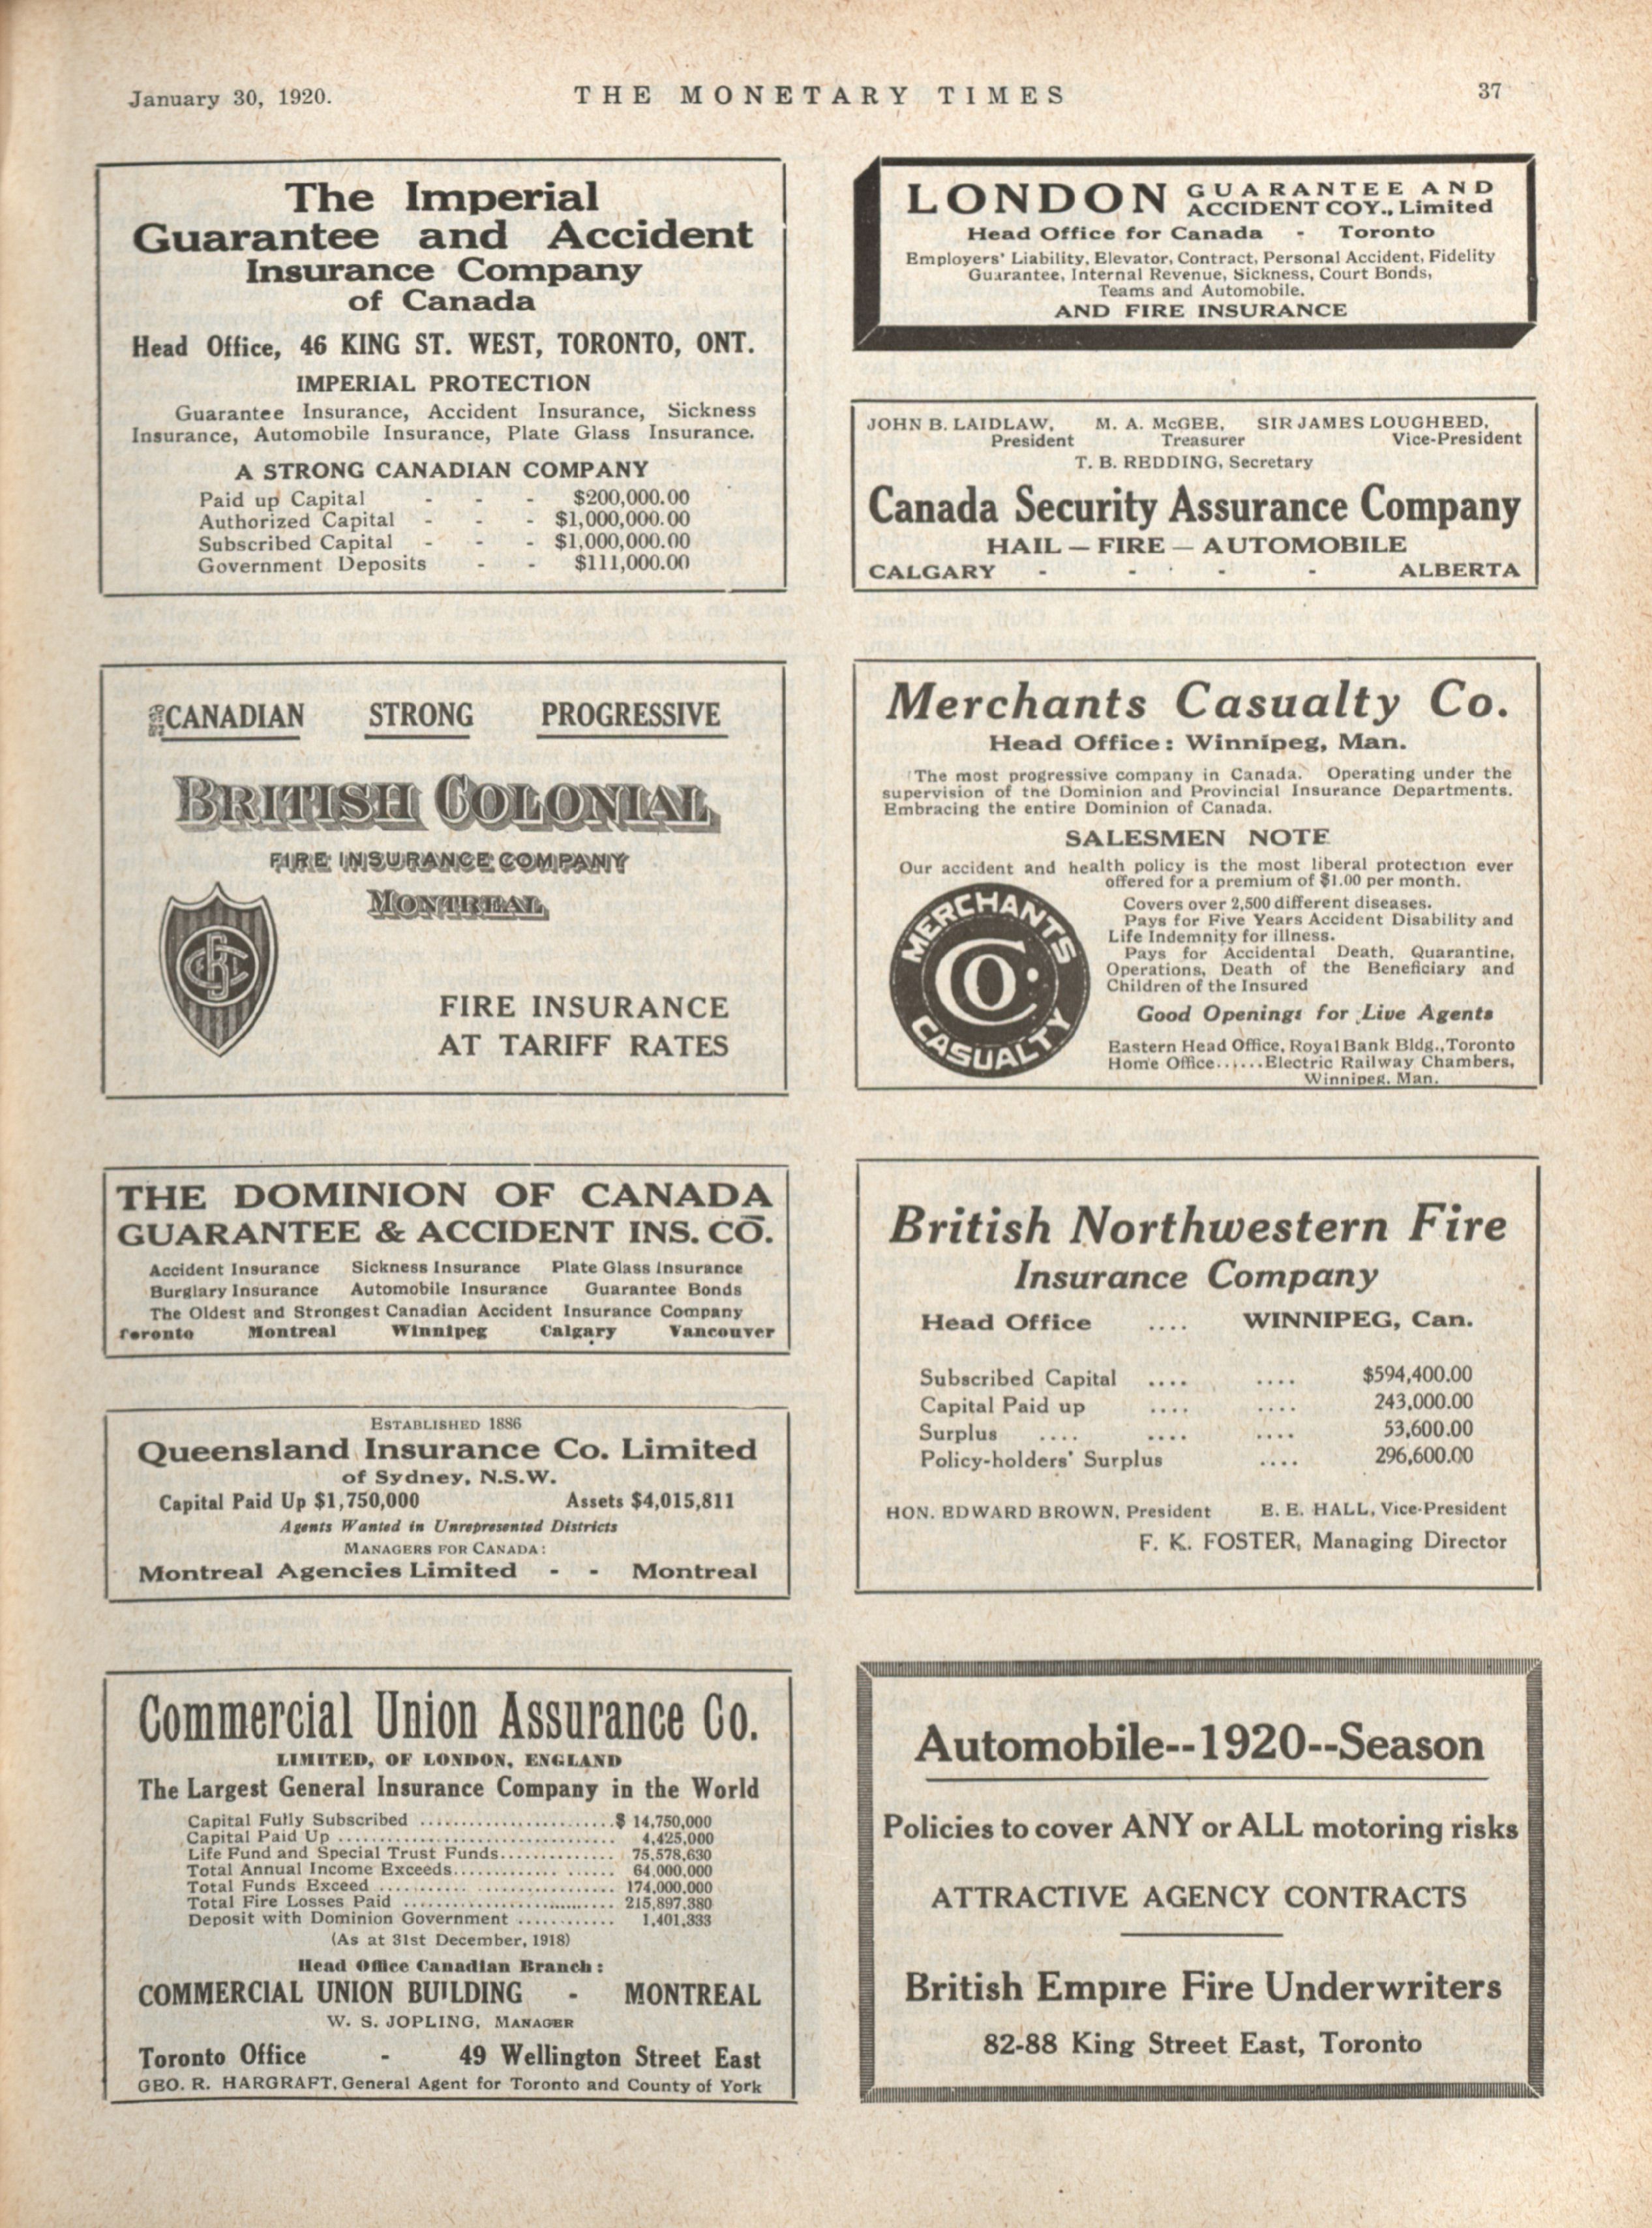 January 30, 1920.
THE MONETARY TIMES
37
The Imperial
Guarantee and Accident
Insurance Company
of Canada
Head Office, 46 KING ST. WEST, TORONTO, ONT.
IMPERIAL PROTECTION
Guarantee Insurance, Accident Insurance, Sickness
Insurance, Automobile Insurance, Plate Glass Insurance.
A STRONG CANADIAN COMPANY
Paid up Capital - - - $200,000.00
Authorized Capital - - - $1,000,000.00
Subscribed Capital - - - $1,000,000.00
Government Deposits - - $111,000.00
CANADIAN STRONG PROGRESSIVE
BRITISH COLONIAL
FIRE INSURANCE COMPANY
MONTREAL
FIRE INSURANCE
AT TARIFF RATES
THE DOMINION OF CANADA
GUARANTEE & ACCIDENT INS. CO.
Accident Insurance Sickness Insurance Plate Glass Insurance
Burglary Insurance Automobile Insurance Guarantee Bonds
The Oldest and Strongest Canadian Accident Insurance Company
Toronto Montreal Winnipeg Calgary Vancouver
ESTABLISHED 1886
Queensland Insurance Co. Limited
of Sydney, N.S.W.
Capital Paid Up $1,750,000 Assets $4,015,811
Agents Wanted in Unrepresented Districts
MANAGERS FOR CANADA:
Montreal Agencies Limited - - Montreal
Commercial Union Assurance Co.
LIMITED, OF LONDON, ENGLAND
The Largest General Insurance Company in the World
Capital Fully Subscribed ........................$ 14,750,000
Capital Paid Up .................................. 4,425,000
Life Fund and Special Trust Funds.............. 75,578,630
Total Annual Income Exceeds.................... 64,000,000
Total Funds Exceed ............................. 174,000,000
Total Fire Losses Paid .......................... 215,897,380
Deposit with Dominion Government ............ 1,401,333
(As at 31st December, 1918)
Head Office Canadian Branch:
COMMERCIAL UNION BUILDING - MONTREAL
W. S. JOPLING, MANAGER
Toronto Office - 49 Wellington Street East
GEO. R. HARGRAFT, General Agent for Toronto and County of York
LONDON GUARANTEE AND
ACCIDENT COY., Limited
Head Office for Canada - Toronto
Employers' Liability, Elevator, Contract, Personal Accident, Fidelity
Guarantee, Internal Revenue, Sickness, Court Bonds,
Teams and Automobile.
AND FIRE INSURANCE
JOHN B. LAIDLAW, M. A. McGEE, SIR JAMES LOUGHEED,
President Treasurer Vice-President
T. B. REDDING, Secretary
Canada Security Assurance Company
HAIL — FIRE — AUTOMOBILE
CALGARY - - - - ALBERTA
Merchants Casualty Co.
Head Office: Winnipeg, Man.
The most progressive company in Canada. Operating under the
supervision of the Dominion and Provincial Insurance Departments.
Embracing the entire Dominion of Canada.
SALESMEN NOTE
Our accident and health policy is the most liberal protection ever
offered for a premium of $1.00 per month.
Covers over 2,500 different diseases.
Pays for Five Years Accident Disability and
Life Indemnity for illness.
Pays for Accidental Death, Quarantine,
Operations, Death of the Beneficiary and
Children of the Insured
Good Openings for Live Agents
Eastern Head Office, Royal Bank Bldg., Toronto
Home Office......Electric Railway Chambers,
Winnipeg, Man.
MERCHANTS
CO.
CASUALTY
British Northwestern Fire
Insurance Company
Head Office .... WINNIPEG, Can.
Subscribed Capital .... .... $594,400.00
Capital Paid up .... .... 243,000.00
Surplus .... .... .... 53,600.00
Policy-holders' Surplus .... 296,600.00
HON. EDWARD BROWN, President E. E. HALL, Vice-President
F. K. FOSTER, Managing Director
Automobile--1920--Season
Policies to cover ANY or ALL motoring risks
ATTRACTIVE AGENCY CONTRACTS
British Empire Fire Underwriters
82-88 King Street East, Toronto